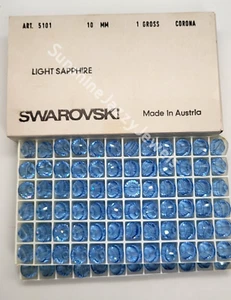 ART. 5101 10 MM 1 GROSS CORONA
LIGHT SAPPHIRE
SWAROVSKI Made In Austria